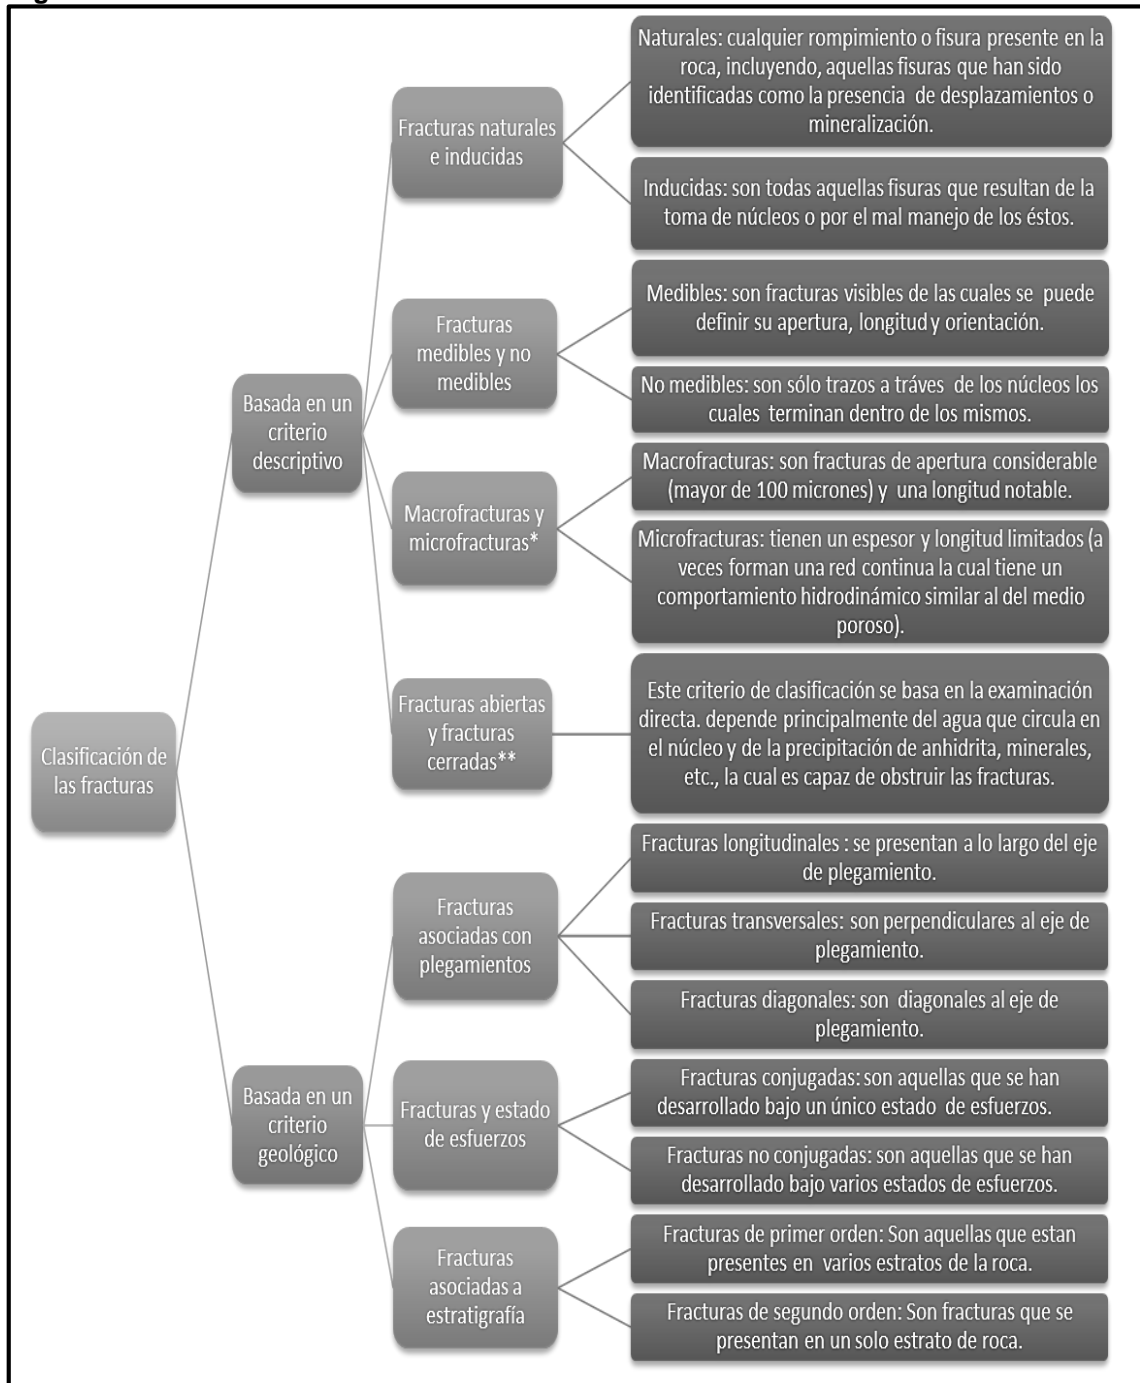 Clasificación de
las fracturas
Basada en un
criterio
descriptivo
Fracturas naturales
e inducidas
Naturales: cualquier rompimiento o fisura presente en la
roca, incluyendo, aquellas fisuras que han sido
identificadas como la presencia de desplazamientos o
mineralización.
Inducidas: son todas aquellas fisuras que resultan de la
toma de núcleos o por el mal manejo de los éstos.
Fracturas
medibles y no
medibles
Medibles: son fracturas visibles de las cuales se puede
definir su apertura, longitud y orientación.
No medibles: son sólo trazos a tráves de los núcleos los
cuales terminan dentro de los mismos.
Macrofracturas y
microfracturas*
Macrofracturas: son fracturas de apertura considerable
(mayor de 100 micrones) y una longitud notable.
Microfracturas: tienen un espesor y longitud limitados (a
veces forman una red continua la cual tiene un
comportamiento hidrodinámico similar al del medio
poroso).
Fracturas abiertas
y fracturas
cerradas**
Este criterio de clasificación se basa en la examinación
directa. depende principalmente del agua que circula en
el núcleo y de la precipitación de anhidrita, minerales,
etc., la cual es capaz de obstruir las fracturas.
Basada en un
criterio
geológico
Fracturas
asociadas con
plegamientos
Fracturas longitudinales : se presentan a lo largo del eje
de plegamiento.
Fracturas transversales: son perpendiculares al eje de
plegamiento.
Fracturas diagonales: son diagonales al eje de
plegamiento.
Fracturas y estado
de esfuerzos
Fracturas conjugadas: son aquellas que se han
desarrollado bajo un único estado de esfuerzos.
Fracturas no conjugadas: son aquellas que se han
desarrollado bajo varios estados de esfuerzos.
Fracturas
asociadas a
estratigrafía
Fracturas de primer orden: Son aquellas que estan
presentes en varios estratos de la roca.
Fracturas de segundo orden: Son fracturas que se
presentan en un solo estrato de roca.